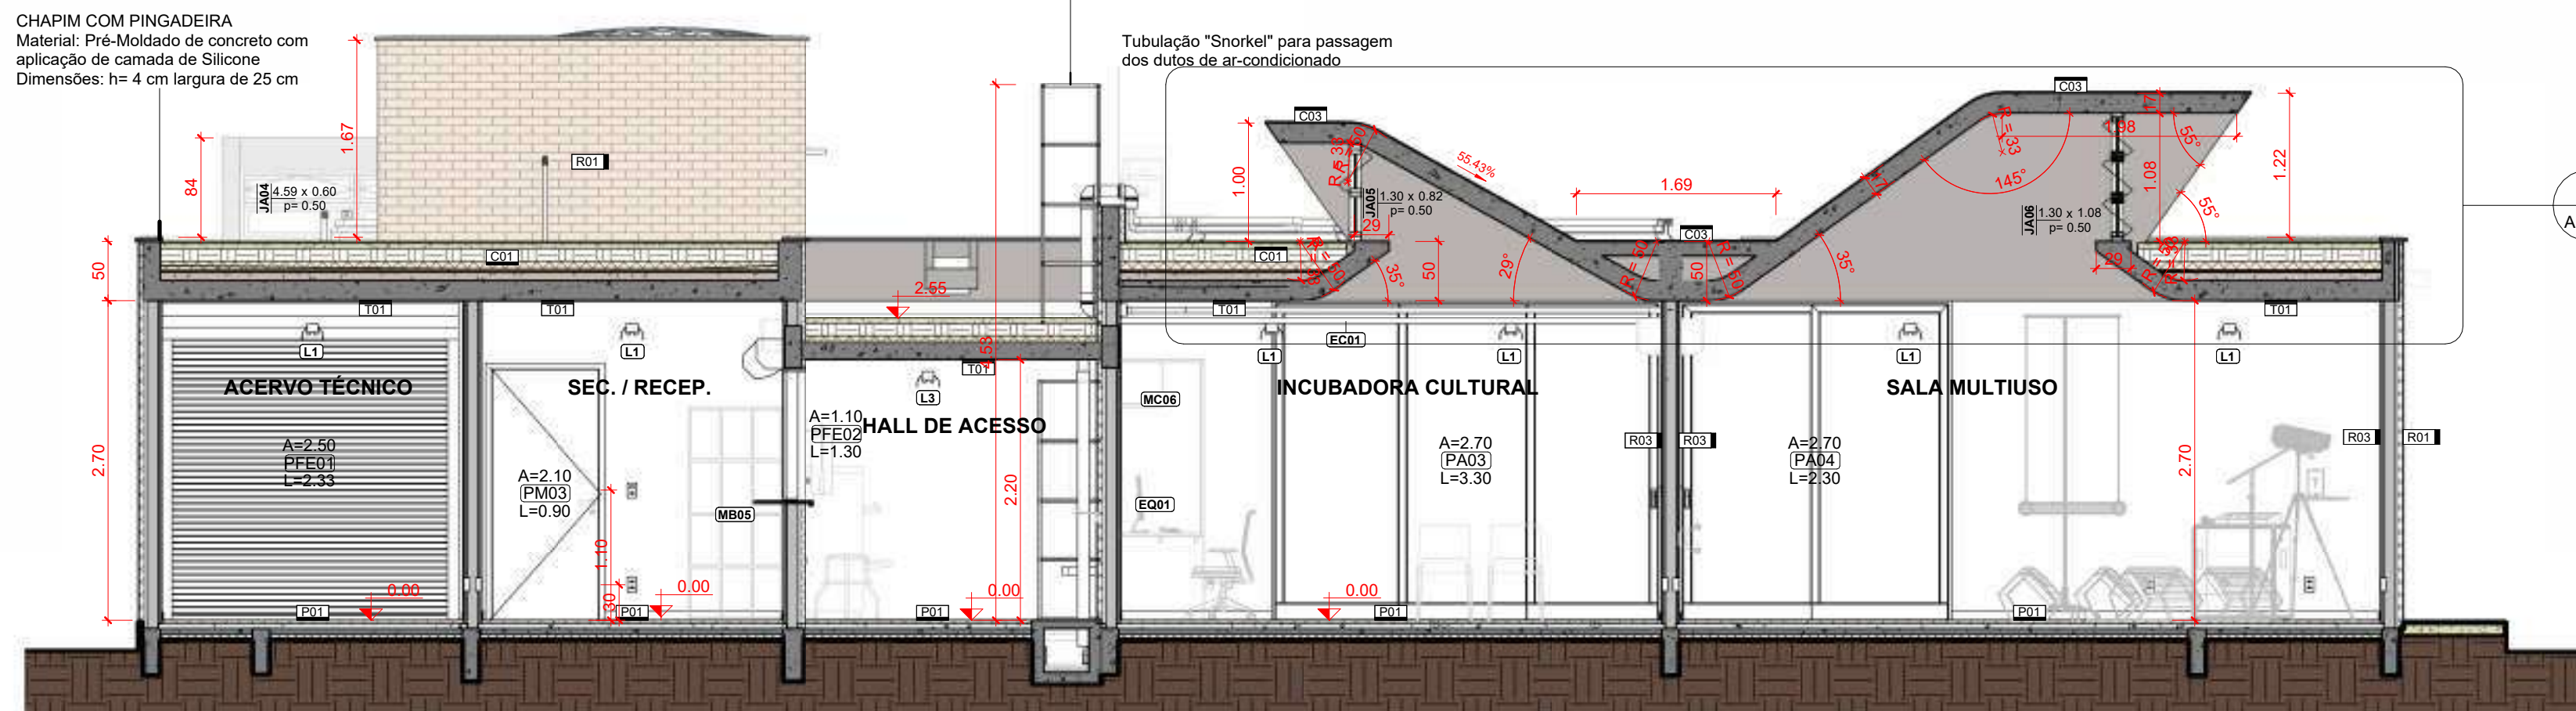 CHAPIM COM PINGADEIRA
Material: Pré-Moldado de concreto com
aplicação de camada de Silicone
Dimensões: h= 4 cm largura de 25 cm
Tubulação "Snorkel" para passagem
dos dutos de ar-condicionado
1.67
84
R01
JA04 4.59 x 0.60
p= 0.50
50
C01
2.55
T01
T01
L1
L1
ACERVO TÉCNICO
SEC. / RECEP.
HALL DE ACESSO
A=2.50
PFE01
L=2.33
2.70
A=2.10
PM03
L=0.90
1.10
30
MB05
A=1.10
PFE02
L=1.30
L3
T01
2.20
0.00
0.00
0.00
P01
P01
P01
C03
1.00
JA05 1.30 x 0.82
p= 0.50
29
C01
35°
50
29°
55.43%
1.69
C03
R = 50
50
R = 50
35°
17
145°
C03
17
1.98
55°
1.08
1.22
55°
JA06 1.30 x 1.08
p= 0.50
29
T01
T01
L1
EC01
L1
L1
L1
INCUBADORA CULTURAL
SALA MULTIUSO
MC06
EQ01
A=2.70
PA03
L=3.30
R03
R03
A=2.70
PA04
L=2.30
2.70
R03
R01
0.00
P01
P01
A